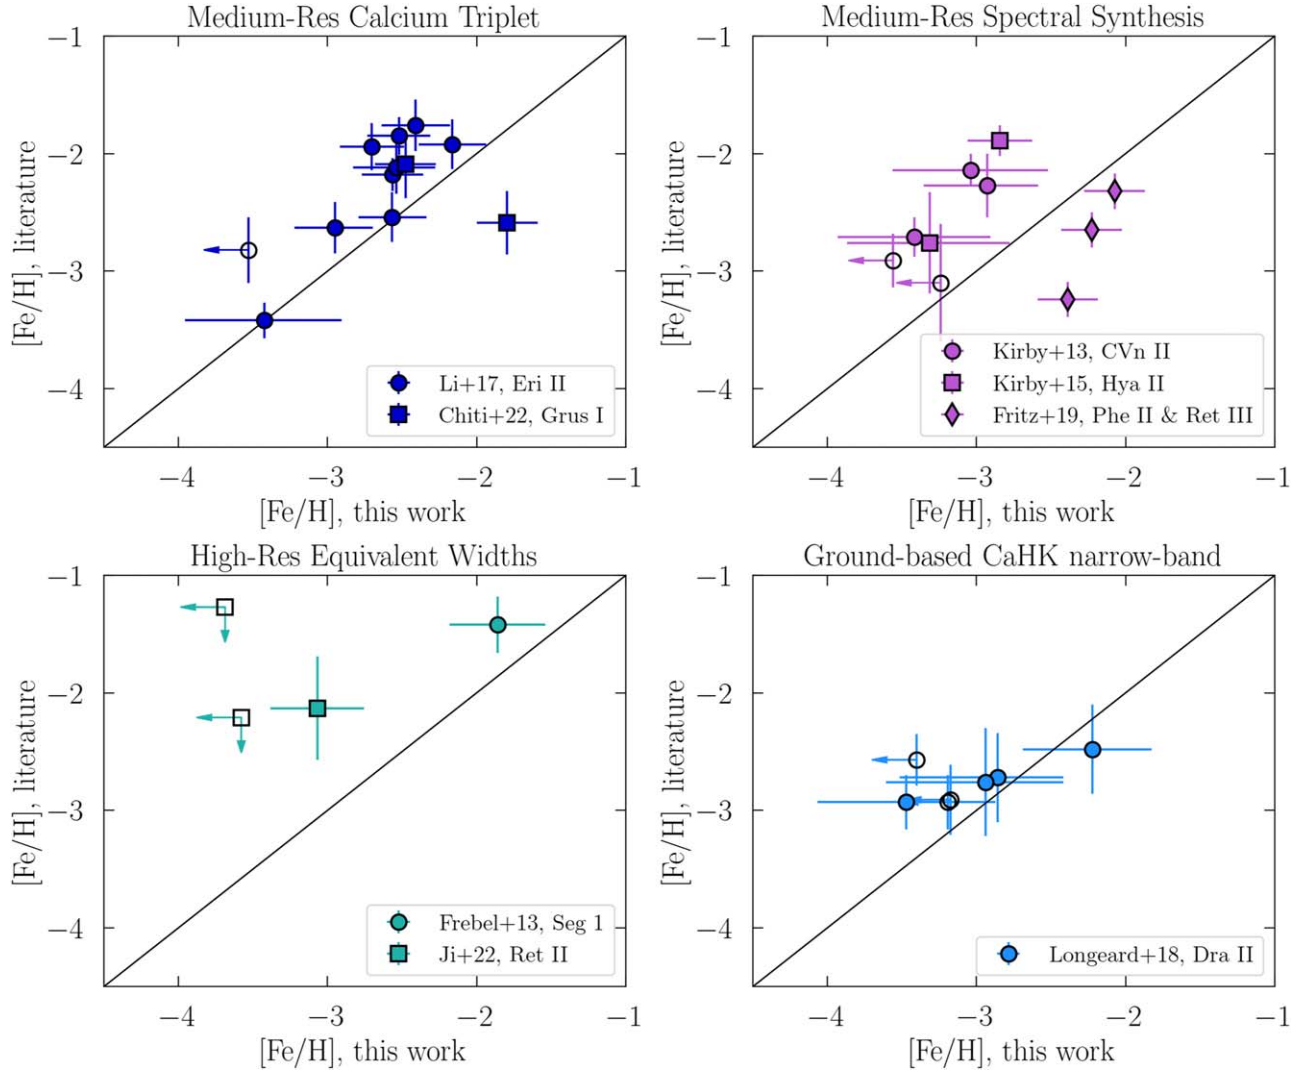 Medium-Res Calcium Triplet
−1
−2
−3
−4
[Fe/H], literature
Li+17, Eri II
Chiti+22, Grus I
−4
−3
−2
−1
[Fe/H], this work
Medium-Res Spectral Synthesis
−1
−2
−3
−4
[Fe/H], literature
Kirby+13, CVn II
Kirby+15, Hya II
Fritz+19, Phe II & Ret III
−4
−3
−2
−1
[Fe/H], this work
High-Res Equivalent Widths
−1
−2
−3
−4
[Fe/H], literature
Frebel+13, Seg 1
Ji+22, Ret II
−4
−3
−2
−1
[Fe/H], this work
Ground-based CaHK narrow-band
−1
−2
−3
−4
[Fe/H], literature
Longeard+18, Dra II
−4
−3
−2
−1
[Fe/H], this work